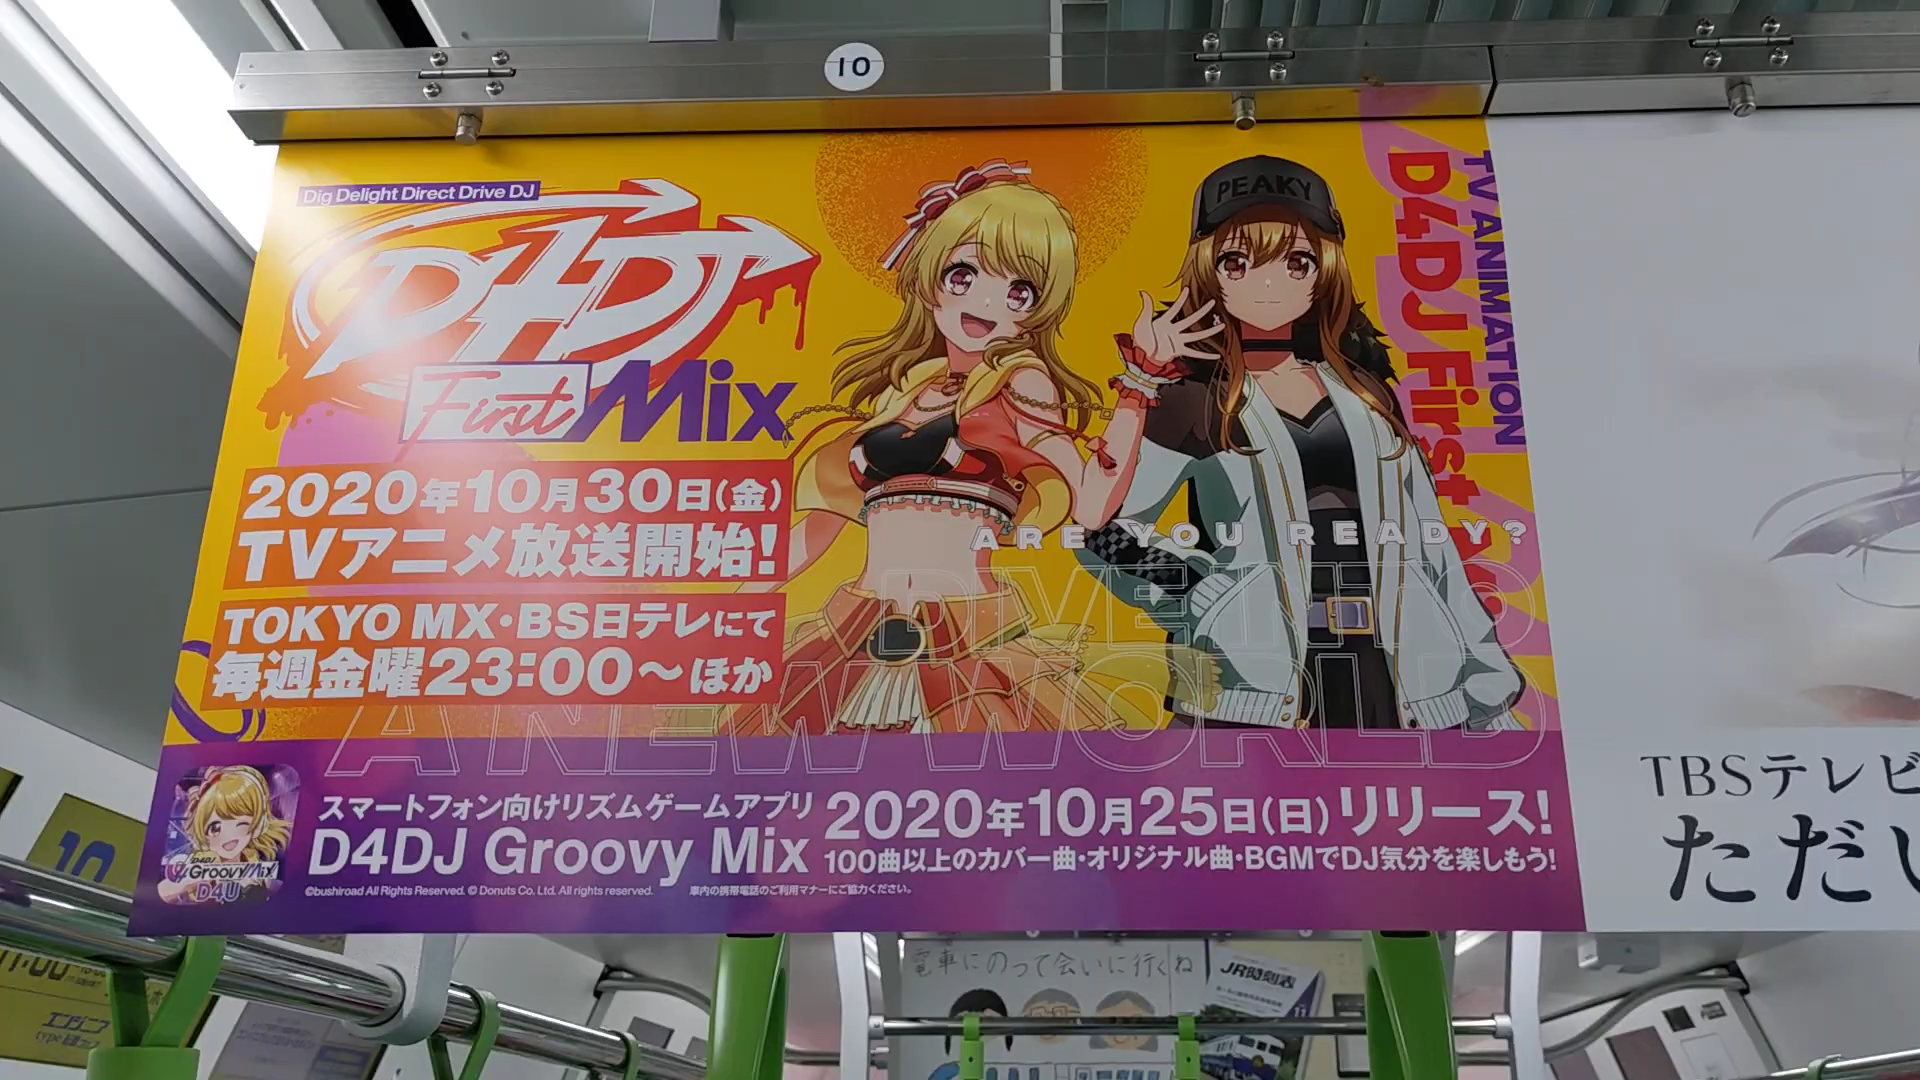 10
Dig Delight Direct Drive DJ
D4DJ
First Mix
PEAKY
TV ANIMATION
D4DJ First
2020年10月30日(金)
TVアニメ放送開始!
TOKYO MX・BS日テレにて
毎週金曜23:00〜ほか
ARE YOU READY?
DIVE INTO
A NEW WORLD
D4DJ
Groovy Mix
D4U
スマートフォン向けリズムゲームアプリ
D4DJ Groovy Mix
2020年10月25日(日)リリース!
100曲以上のカバー曲・オリジナル曲・BGMでDJ気分を楽しもう!
©bushiroad All Rights Reserved. © Donuts Co. Ltd. All rights reserved.
車内の携帯電話のご利用マナーにご協力ください。
TBSテレビ
ただい
10
11:00
エンジニア
電車にのって会いに行くね
JR時刻表